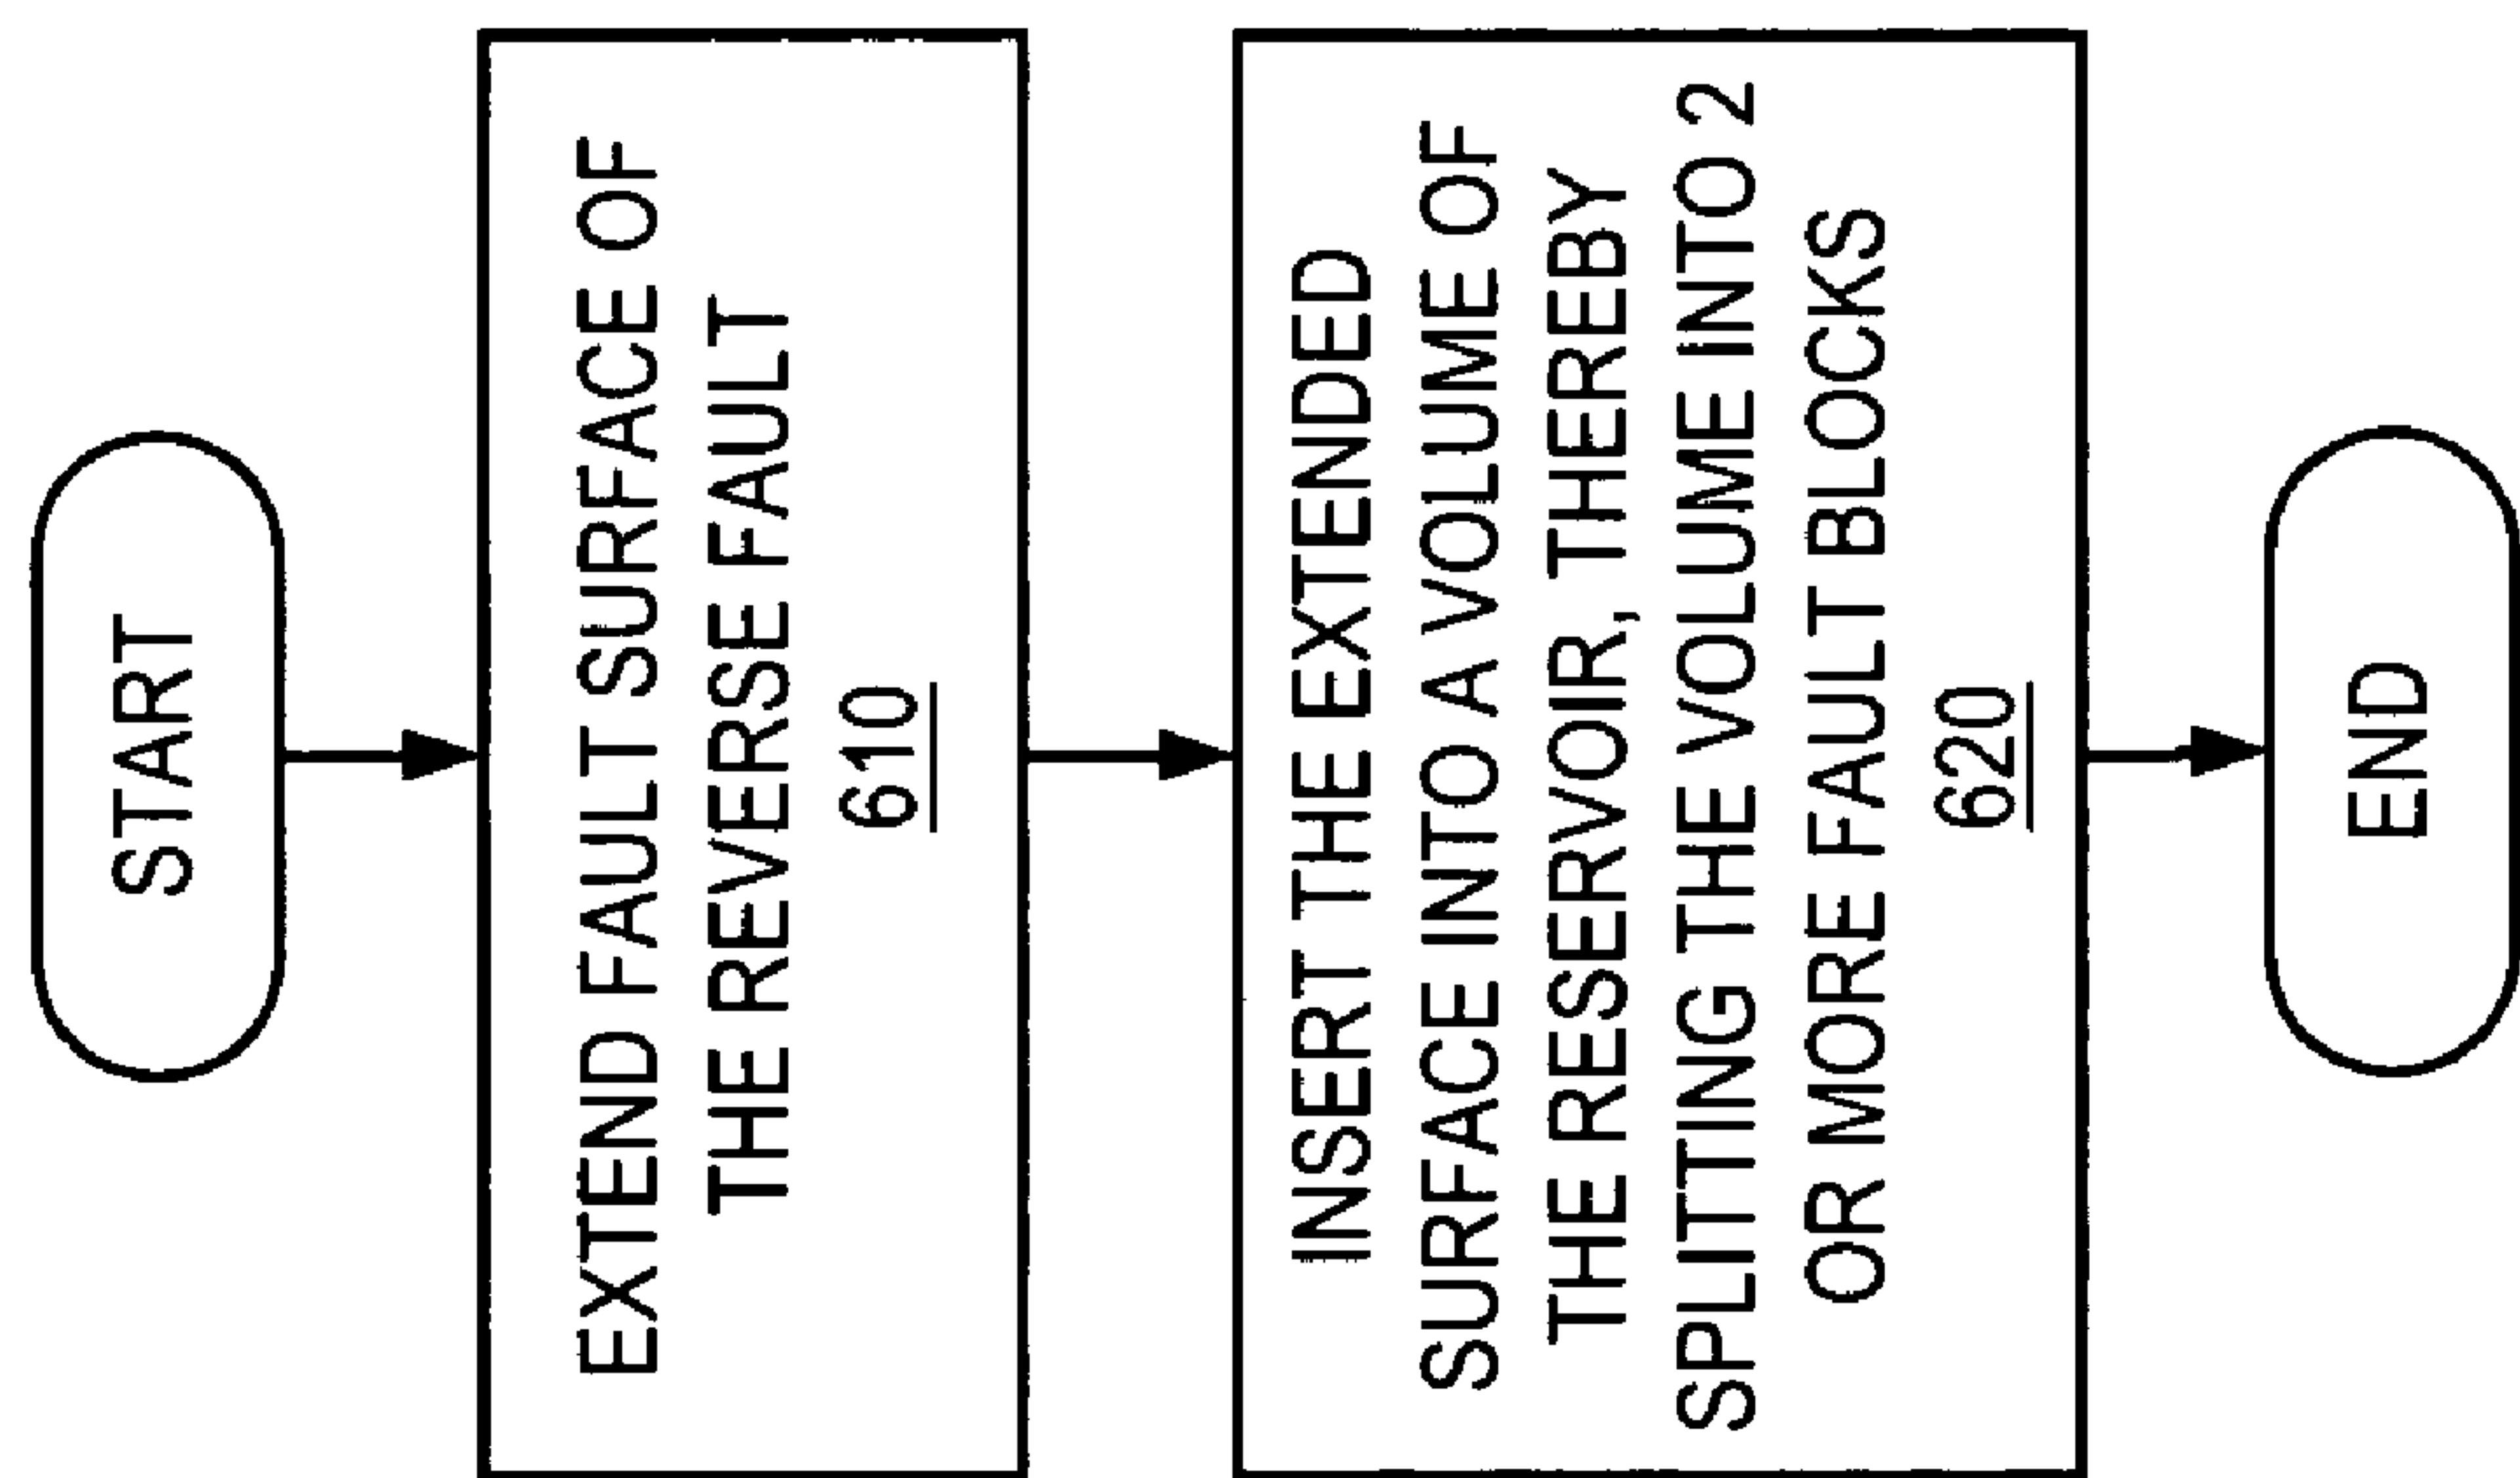 START
EXTEND FAULT SURFACE OF
THE REVERSE FAULT
610
INSERT THE EXTENDED
SURFACE INTO A VOLUME OF
THE RESERVOIR, THEREBY
SPLITTING THE VOLUME INTO 2
OR MORE FAULT BLOCKS
620
END